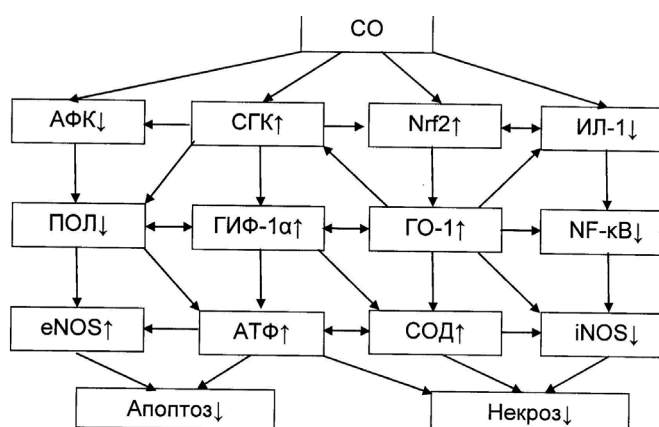 СО
АФК↓
СГК↑
Nrf2↑
ИЛ-1↓
ПОЛ↓
ГИФ-1α↑
ГО-1↑
NF-κB↓
eNOS↑
АТФ↑
СОД↑
iNOS↓
Апоптоз↓
Некроз↓